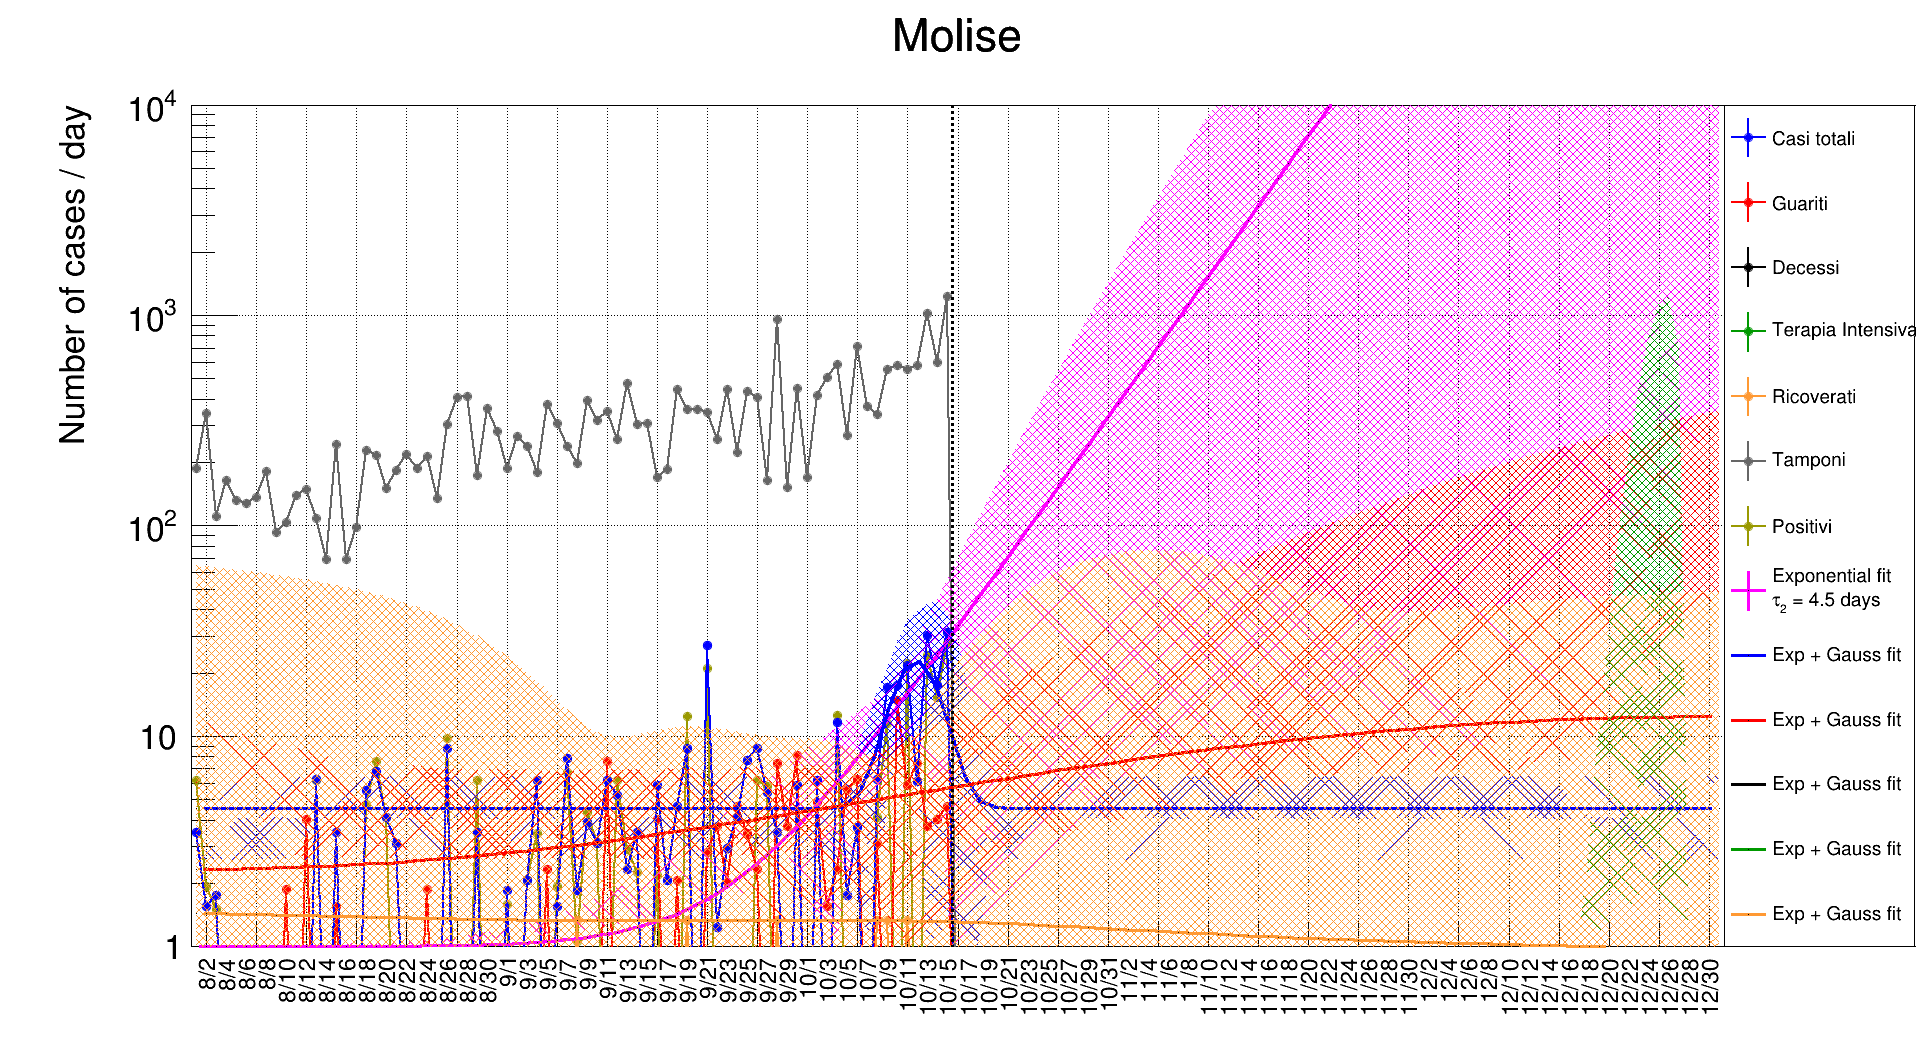 Molise
Number of cases / day
10⁴
10³
10²
10
1
8/2 8/4 8/6 8/8 8/10 8/12 8/14 8/16 8/18 8/20 8/22 8/24 8/26 8/28 8/30 9/1 9/3 9/5 9/7 9/9 9/11 9/13 9/15 9/17 9/19 9/21 9/23 9/25 9/27 9/29 10/1 10/3 10/5 10/7 10/9 10/11 10/13 10/15 10/17 10/19 10/21 10/23 10/25 10/27 10/29 10/31 11/2 11/4 11/6 11/8 11/10 11/12 11/14 11/16 11/18 11/20 11/22 11/24 11/26 11/28 11/30 12/2 12/4 12/6 12/8 12/10 12/12 12/14 12/16 12/18 12/20 12/22 12/24 12/26 12/28 12/30
Casi totali
Guariti
Decessi
Terapia Intensiva
Ricoverati
Tamponi
Positivi
Exponential fit
τ₂ = 4.5 days
Exp + Gauss fit
Exp + Gauss fit
Exp + Gauss fit
Exp + Gauss fit
Exp + Gauss fit